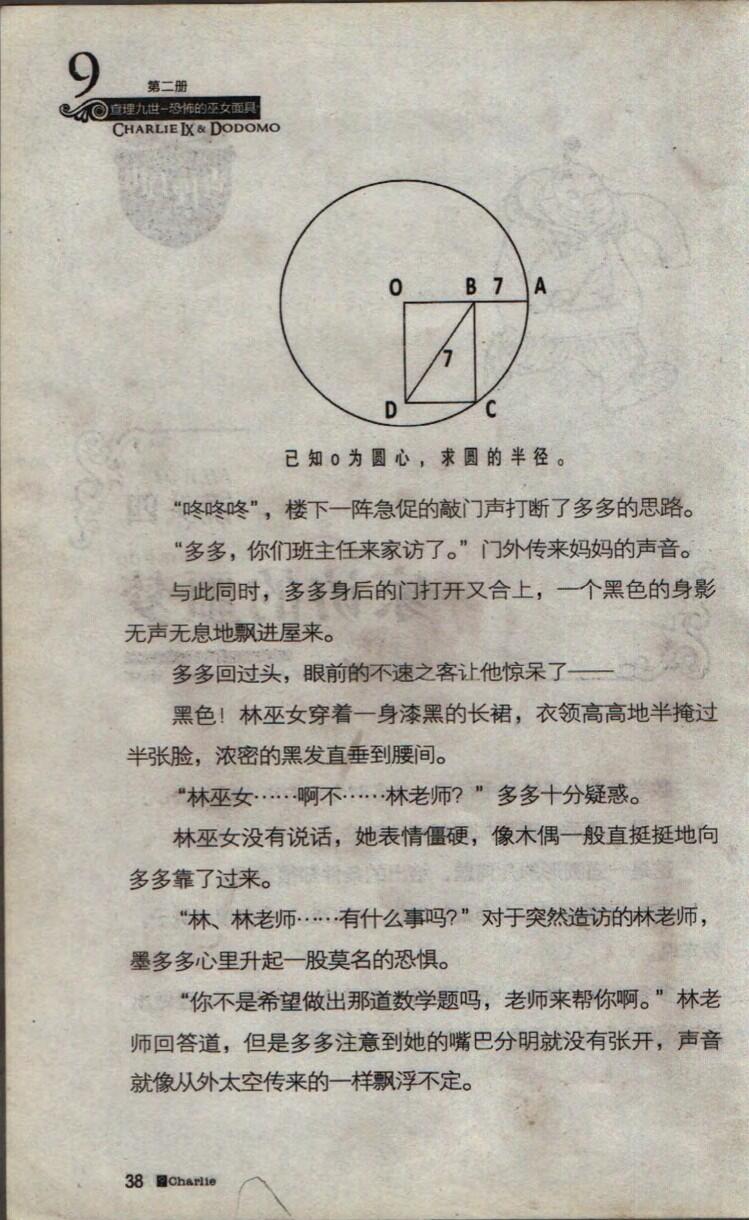 9
第二册
查理九世-恐怖的巫女面具
CHARLIE IX & DODOMO
O B 7 A
7
D C
已知o为圆心，求圆的半径。
“咚咚咚”，楼下一阵急促的敲门声打断了多多的思路。
“多多，你们班主任来家访了。”门外传来妈妈的声音。
与此同时，多多身后的门打开又合上，一个黑色的身影
无声无息地飘进屋来。
多多回过头，眼前的不速之客让他惊呆了——
黑色！林巫女穿着一身漆黑的长裙，衣领高高地半掩过
半张脸，浓密的黑发直垂到腰间。
“林巫女……啊不……林老师？”多多十分疑惑。
林巫女没有说话，她表情僵硬，像木偶一般直挺挺地向
多多靠了过来。
“林、林老师……有什么事吗？”对于突然造访的林老师，
墨多多心里升起一股莫名的恐惧。
“你不是希望做出那道数学题吗，老师来帮你啊。”林老
师回答道，但是多多注意到她的嘴巴分明就没有张开，声音
就像从外太空传来的一样飘浮不定。
38 Charlie